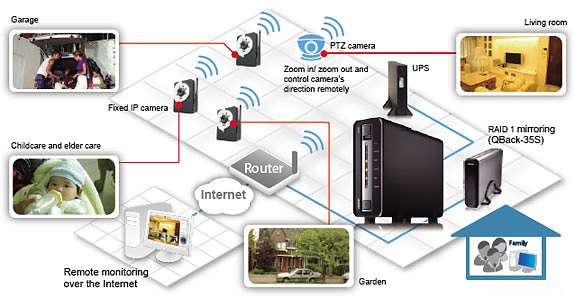 Garage
Living room
PTZ camera
Zoom in/ zoom out and
control camera's
direction remotely
UPS
Fixed IP camera
RAID 1 mirroring
(QBack-35S)
Childcare and elder care
Router
Internet
Family
Remote monitoring
over the Internet
Garden